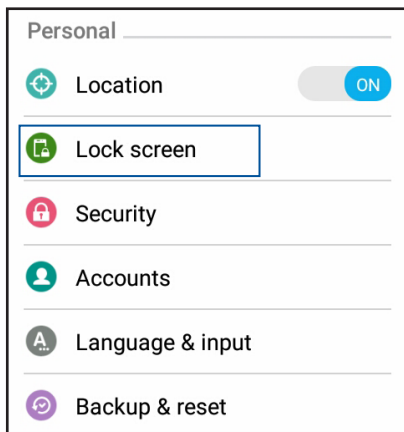 Personal
Location ON
Lock screen
Security
Accounts
A... Language & input
Backup & reset